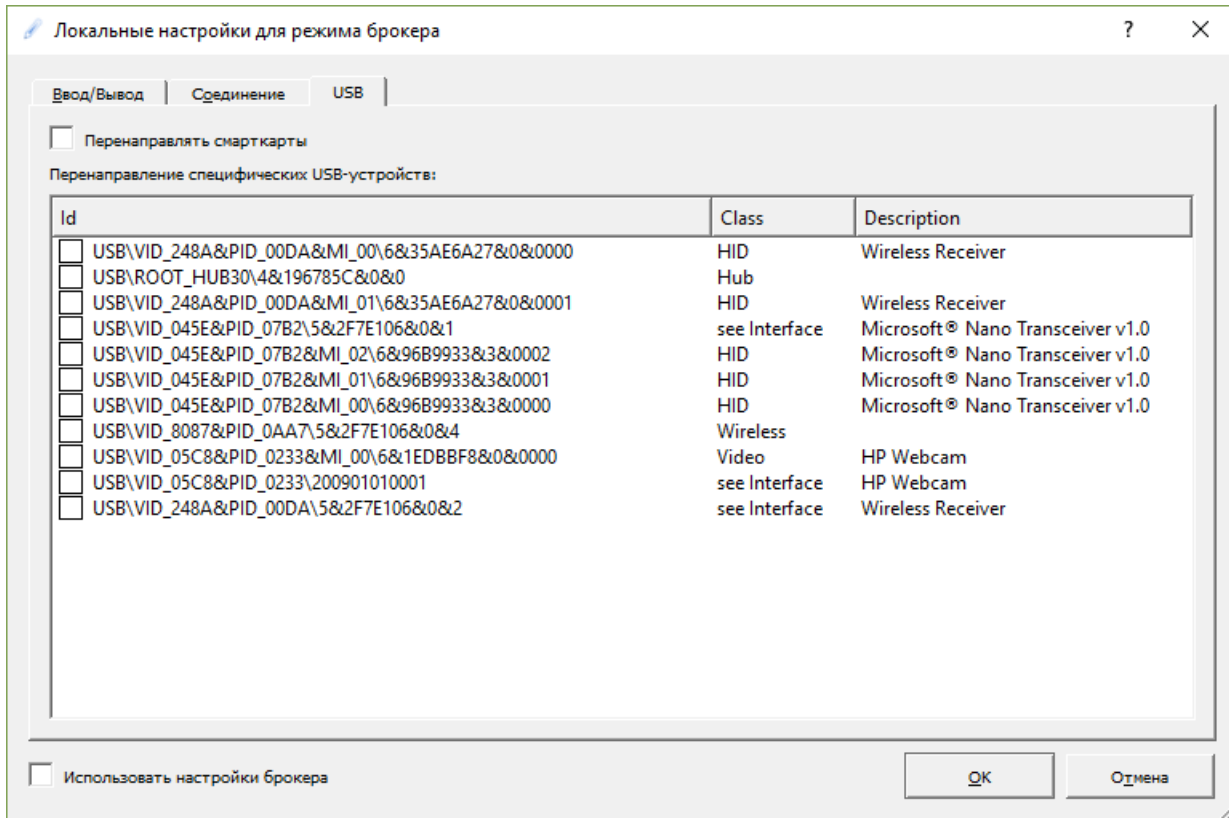 Локальные настройки для режима брокера ?
Ввод/Вывод Соединение USB
Перенаправлять смарткарты
Перенаправление специфических USB-устройств:
Id Class Description
USB\VID_248A&PID_00DA&MI_00\6&35AE6A27&0&0000 HID Wireless Receiver
USB\ROOT_HUB30\4&196785C&0&0 Hub
USB\VID_248A&PID_00DA&MI_01\6&35AE6A27&0&0001 HID Wireless Receiver
USB\VID_045E&PID_07B2\5&2F7E106&0&1 see Interface Microsoft® Nano Transceiver v1.0
USB\VID_045E&PID_07B2&MI_02\6&96B9933&3&0002 HID Microsoft® Nano Transceiver v1.0
USB\VID_045E&PID_07B2&MI_01\6&96B9933&3&0001 HID Microsoft® Nano Transceiver v1.0
USB\VID_045E&PID_07B2&MI_00\6&96B9933&3&0000 HID Microsoft® Nano Transceiver v1.0
USB\VID_8087&PID_0AA7\5&2F7E106&0&4 Wireless
USB\VID_05C8&PID_0233&MI_00\6&1EDBBF8&0&0000 Video HP Webcam
USB\VID_05C8&PID_0233\200901010001 see Interface HP Webcam
USB\VID_248A&PID_00DA\5&2F7E106&0&2 see Interface Wireless Receiver
Использовать настройки брокера OK Отмена